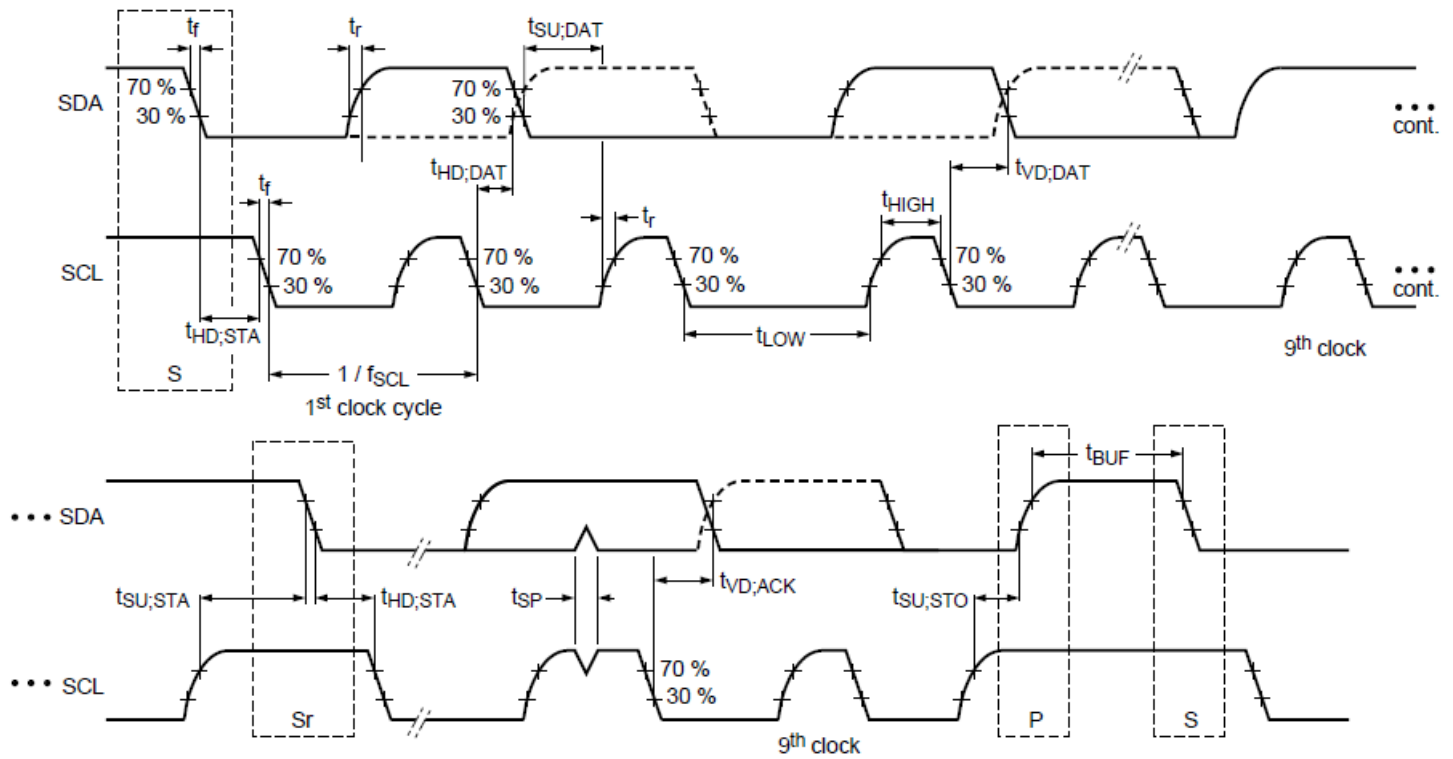 tf tr tSU;DAT
70 % 70 %
SDA 30 % 30 % ••• cont.
tHD;DAT tVD;DAT
tf tr tHIGH
70 % 70 % 70 % 70 %
SCL 30 % 30 % 30 % 30 % ••• cont.
tHD;STA tLOW
9th clock
S 1 / fSCL
1st clock cycle
tBUF
••• SDA
tSU;STA tHD;STA tSP tVD;ACK tSU;STO
70 %
••• SCL 30 %
Sr P S
9th clock